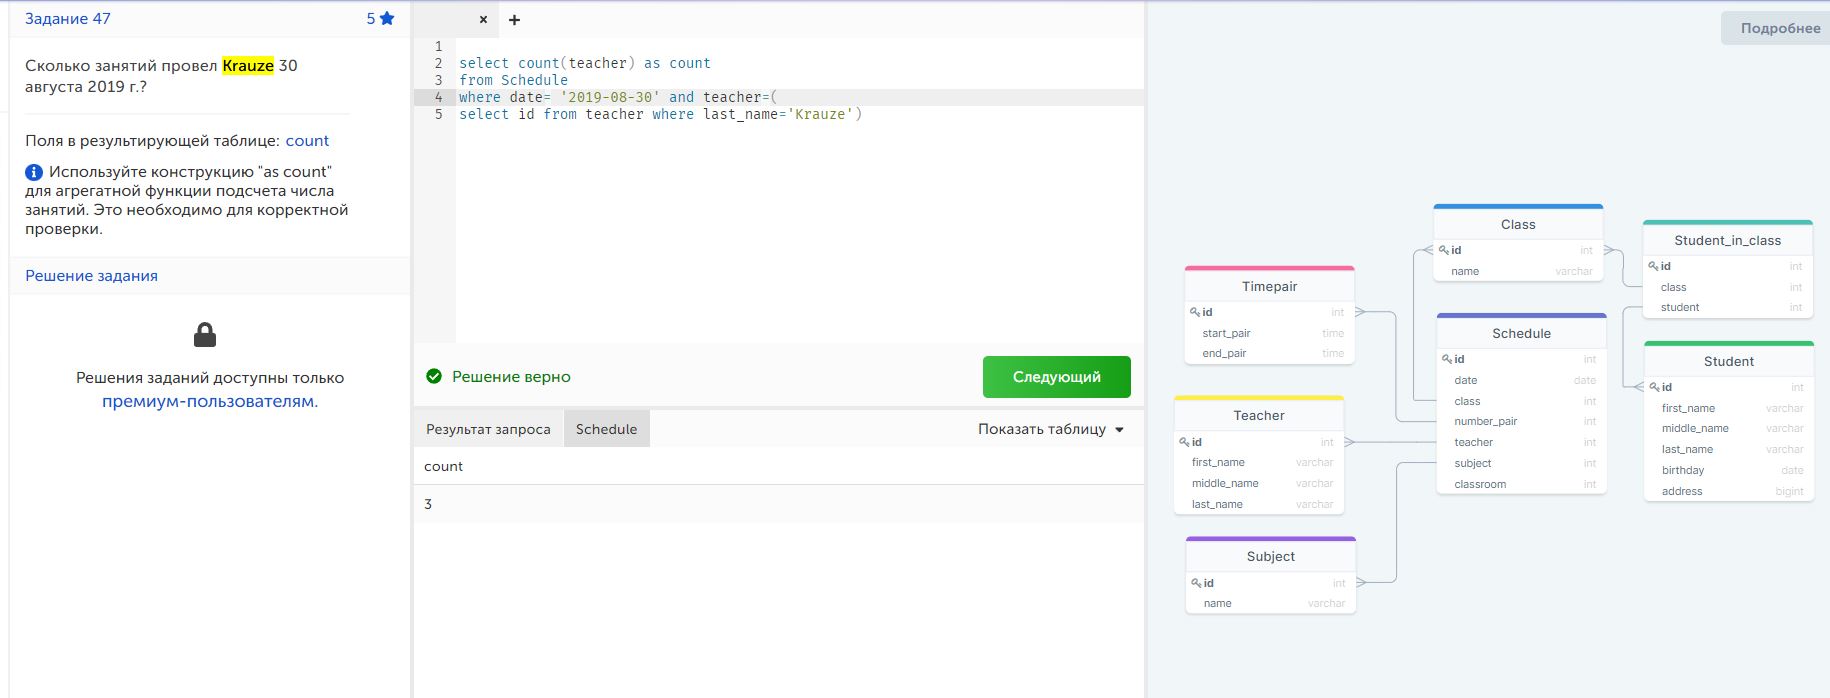 Задание 47
5
Сколько занятий провел Krauze 30
августа 2019 г.?
Поля в результирующей таблице: count
Используйте конструкцию "as count"
для агрегатной функции подсчета числа
занятий. Это необходимо для корректной
проверки.
Решение задания
Решения заданий доступны только
премиум-пользователям.
× +
1
2 select count(teacher) as count
3 from Schedule
4 where date= '2019-08-30' and teacher=(
5 select id from teacher where last_name='Krauze')
Решение верно
Следующий
Результат запроса
Schedule
Показать таблицу
count
3
Подробнее
Class
id int
name varchar
Student_in_class
id int
class int
student int
Timepair
id int
start_pair time
end_pair time
Schedule
id int
date date
class int
number_pair int
teacher int
subject int
classroom int
Student
id int
first_name varchar
middle_name varchar
last_name varchar
birthday date
address bigint
Teacher
id int
first_name varchar
middle_name varchar
last_name varchar
Subject
id int
name varchar